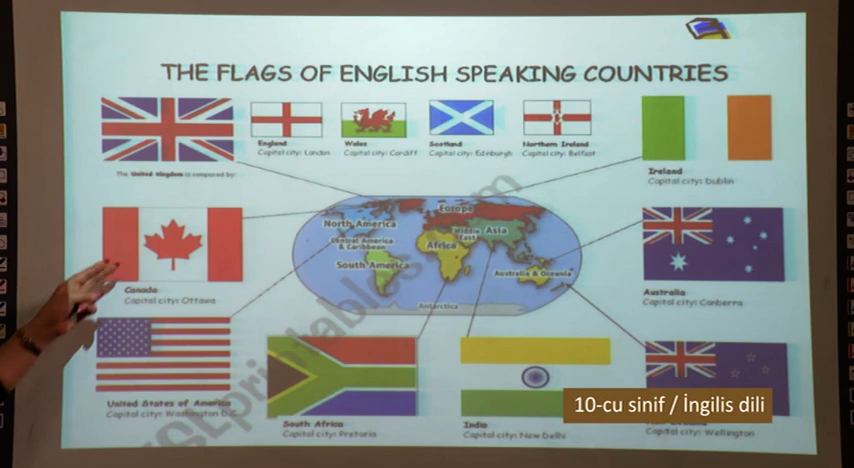 THE FLAGS OF ENGLISH SPEAKING COUNTRIES
England
Capital city: London
Wales
Capital city: Cardiff
Scotland
Capital city: Edinburgh
Northern Ireland
Capital city: Belfast
The United Kingdom is composed by:
Ireland
Capital city: Dublin
North America
Europe
Asia
Middle East
Central America & Caribbean
Africa
South America
Australia & Oceania
Antarctica
Canada
Capital city: Ottawa
Australia
Capital city: Canberra
United States of America
Capital city: Washington D.C.
South Africa
Capital city: Pretoria
India
Capital city: New Delhi
Capital city: Wellington
ESLprintables.com
10-cu sinif / İngilis dili